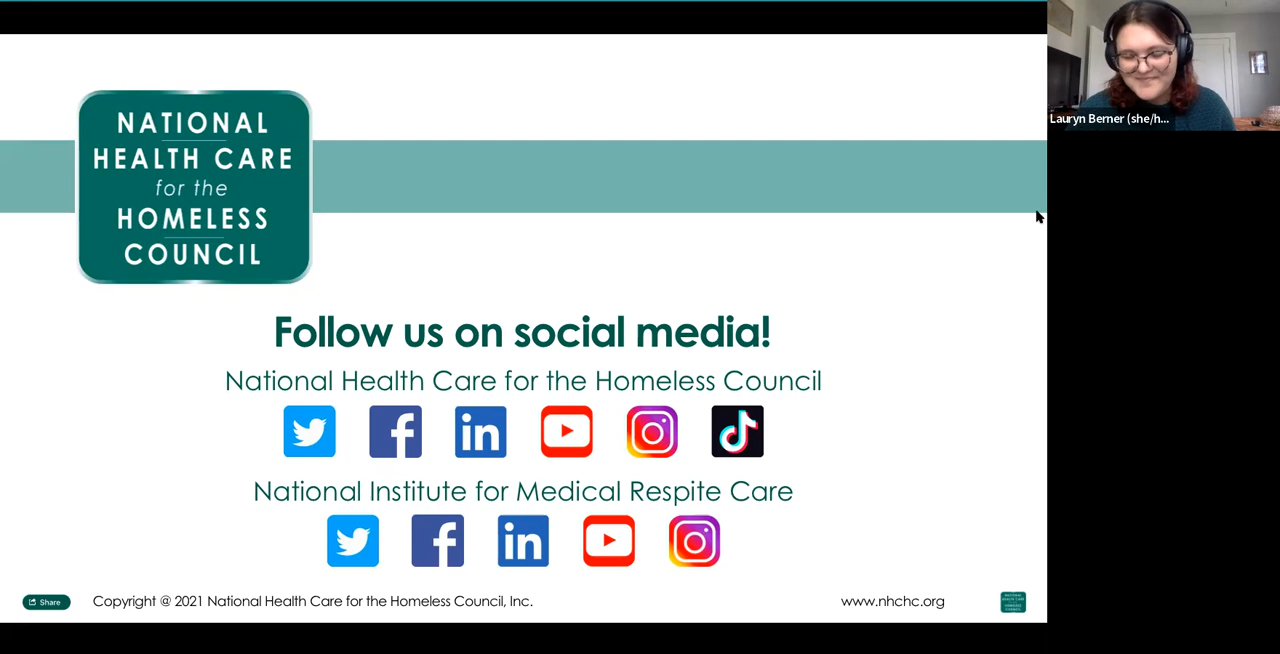 NATIONAL
HEALTH CARE
for the
HOMELESS
COUNCIL
Lauryn Berner (she/h...
Follow us on social media!
National Health Care for the Homeless Council
National Institute for Medical Respite Care
Share
Copyright @ 2021 National Health Care for the Homeless Council, Inc.
www.nhchc.org